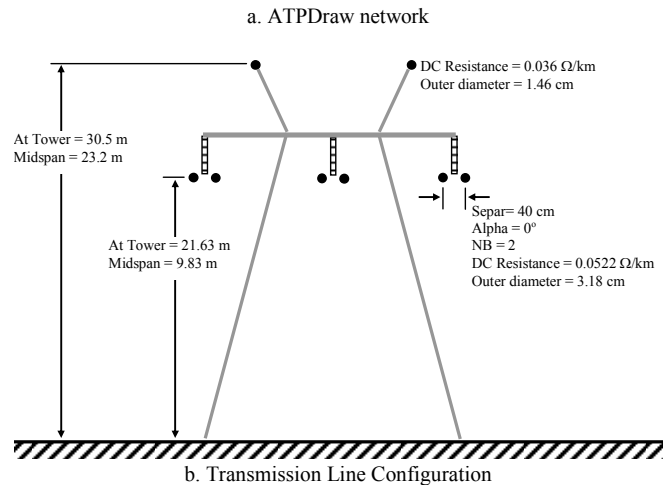 a. ATPDraw network
DC Resistance = 0.036 Ω/km
Outer diameter = 1.46 cm
At Tower = 30.5 m
Midspan = 23.2 m
Separ= 40 cm
Alpha = 0º
NB = 2
DC Resistance = 0.0522 Ω/km
Outer diameter = 3.18 cm
At Tower = 21.63 m
Midspan = 9.83 m
b. Transmission Line Configuration